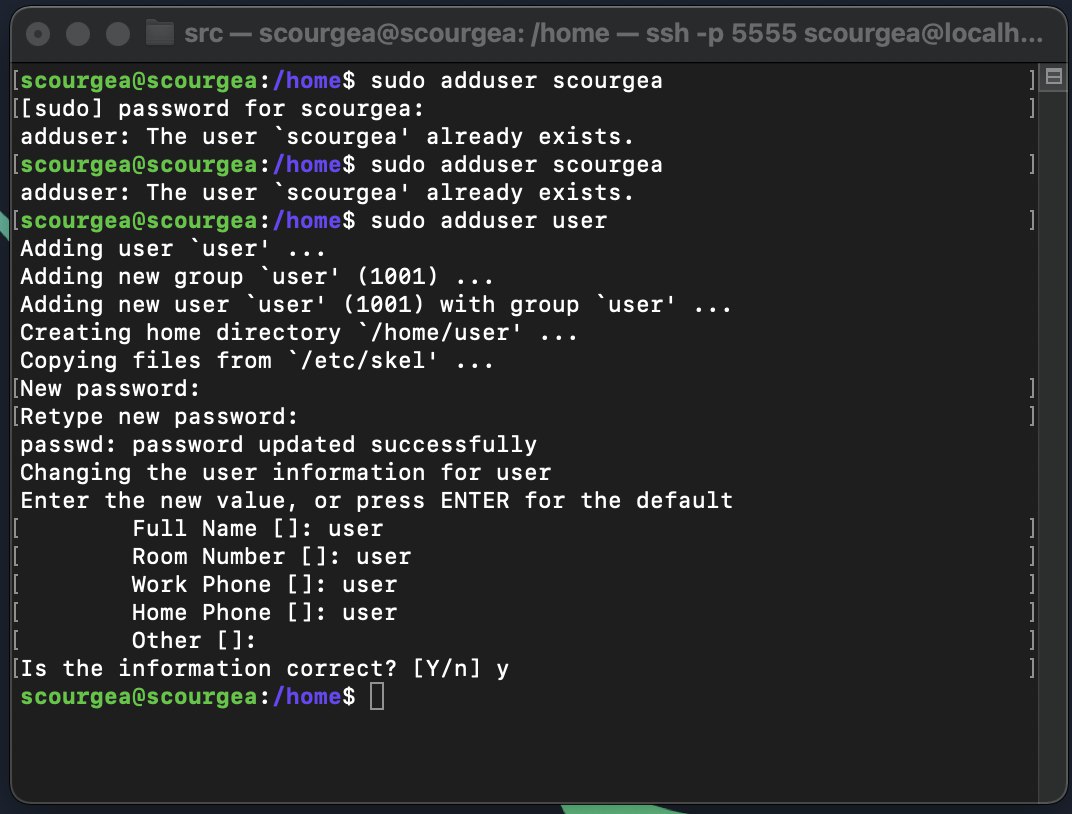 src — scourgea@scourgea: /home — ssh -p 5555 scourgea@localh...
[scourgea@scourgea:/home$ sudo adduser scourgea ]
[[sudo] password for scourgea: ]
adduser: The user `scourgea' already exists.
[scourgea@scourgea:/home$ sudo adduser scourgea ]
adduser: The user `scourgea' already exists.
[scourgea@scourgea:/home$ sudo adduser user ]
Adding user `user' ...
Adding new group `user' (1001) ...
Adding new user `user' (1001) with group `user' ...
Creating home directory `/home/user' ...
Copying files from `/etc/skel' ...
[New password: ]
[Retype new password: ]
passwd: password updated successfully
Changing the user information for user
Enter the new value, or press ENTER for the default
[ Full Name []: user ]
[ Room Number []: user ]
[ Work Phone []: user ]
[ Home Phone []: user ]
[ Other []: ]
[Is the information correct? [Y/n] y ]
scourgea@scourgea:/home$